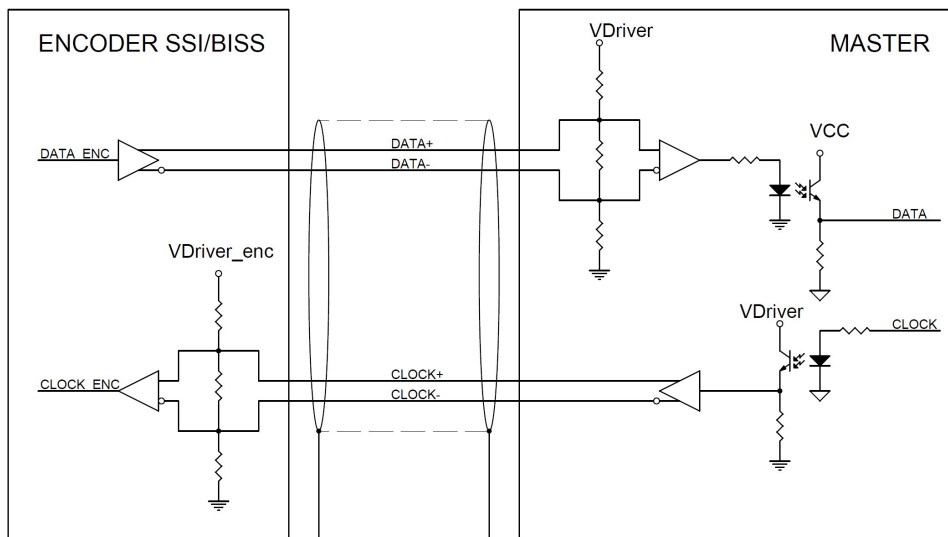 ENCODER SSI/BISS
MASTER
VDriver
VCC
DATA_ENC
DATA+
DATA-
DATA
VDriver_enc
VDriver
CLOCK
CLOCK_ENC
CLOCK+
CLOCK-